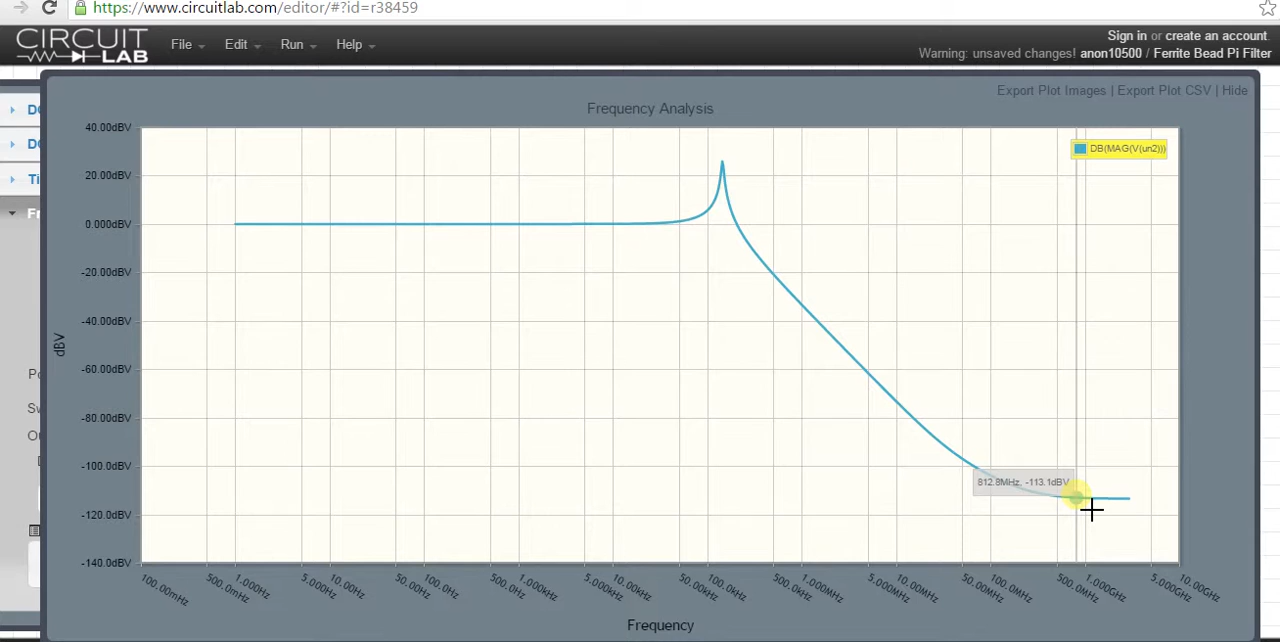 https://www.circuitlab.com/editor/#?id=r38459
CIRCUIT
LAB
File
Edit
Run
Help
Sign in or create an account.
Warning: unsaved changes! anon10500 / Ferrite Bead Pi Filter
Export Plot Images | Export Plot CSV | Hide
Frequency Analysis
DB(MAG(V(un2)))
40.00dBV
20.00dBV
0.000dBV
-20.00dBV
-40.00dBV
-60.00dBV
-80.00dBV
-100.0dBV
-120.0dBV
-140.0dBV
dBV
812.8MHz, -113.1dBV
100.00mHz
500.0mHz
1.000Hz
5.000Hz
10.00Hz
50.00Hz
100.0Hz
500.0Hz
1.000kHz
5.000kHz
10.00kHz
50.00kHz
100.0kHz
500.0kHz
1.000MHz
5.000MHz
10.00MHz
50.00MHz
100.0MHz
500.0MHz
1.000GHz
5.000GHz
10.00GHz
Frequency